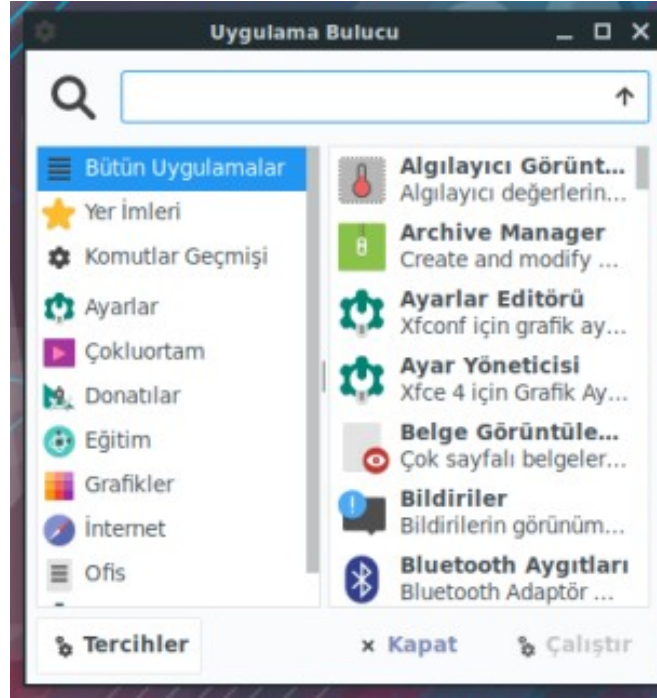 Uygulama Bulucu
Bütün Uygulamalar
Yer İmleri
Komutlar Geçmişi
Ayarlar
Çokluortam
Donatılar
Eğitim
Grafikler
İnternet
Ofis
Algılayıcı Görünt...
Algılayıcı değerlerin...
Archive Manager
Create and modify ...
Ayarlar Editörü
Xfconf için grafik ay...
Ayar Yöneticisi
Xfce 4 için Grafik Ay...
Belge Görüntüle...
Çok sayfalı belgeler...
Bildiriler
Bildirilerin görünüm...
Bluetooth Aygıtları
Bluetooth Adaptör ...
Tercihler
Kapat
Çalıştır